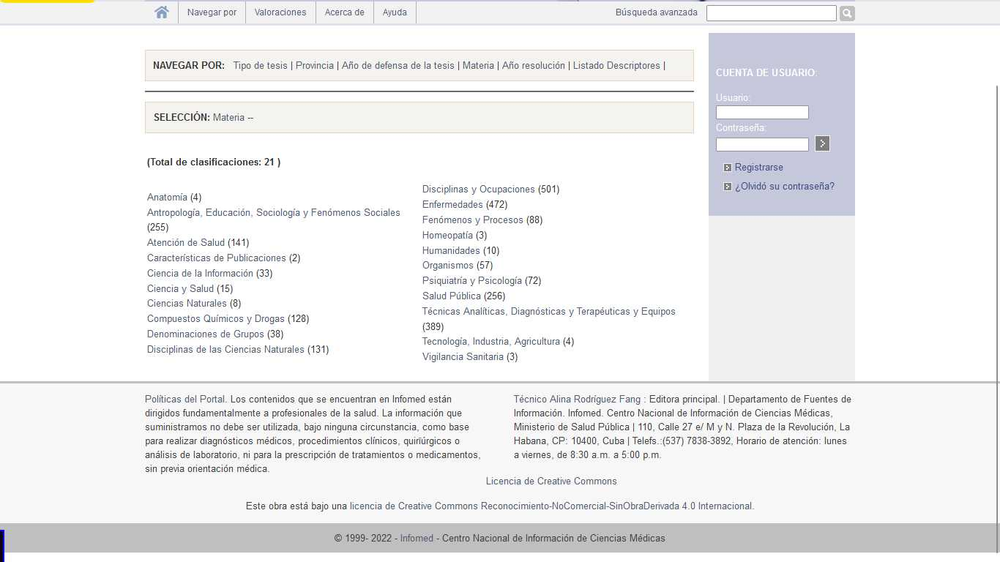 Navegar por
Valoraciones
Acerca de
Ayuda
Búsqueda avanzada
NAVEGAR POR: Tipo de tesis | Provincia | Año de defensa de la tesis | Materia | Año resolución | Listado Descriptores |
SELECCIÓN: Materia --
(Total de clasificaciones: 21 )
Anatomía (4)
Antropología, Educación, Sociología y Fenómenos Sociales
(255)
Atención de Salud (141)
Características de Publicaciones (2)
Ciencia de la Información (33)
Ciencia y Salud (15)
Ciencias Naturales (8)
Compuestos Químicos y Drogas (128)
Denominaciones de Grupos (38)
Disciplinas de las Ciencias Naturales (131)
Disciplinas y Ocupaciones (501)
Enfermedades (472)
Fenómenos y Procesos (88)
Homeopatía (3)
Humanidades (10)
Organismos (57)
Psiquiatría y Psicología (72)
Salud Pública (256)
Técnicas Analíticas, Diagnósticas y Terapéuticas y Equipos
(389)
Tecnología, Industria, Agricultura (4)
Vigilancia Sanitaria (3)
CUENTA DE USUARIO:
Usuario:
Contraseña:
Registrarse
¿Olvidó su contraseña?
Políticas del Portal. Los contenidos que se encuentran en Infomed están
dirigidos fundamentalmente a profesionales de la salud. La información que
suministramos no debe ser utilizada, bajo ninguna circunstancia, como base
para realizar diagnósticos médicos, procedimientos clínicos, quirúrgicos o
análisis de laboratorio, ni para la prescripción de tratamientos o medicamentos,
sin previa orientación médica.
Técnico Alina Rodríguez Fang : Editora principal. | Departamento de Fuentes de
Información. Infomed. Centro Nacional de Información de Ciencias Médicas,
Ministerio de Salud Pública | 110, Calle 27 e/ M y N. Plaza de la Revolución, La
Habana, CP: 10400, Cuba | Telefs.:(537) 7838-3892, Horario de atención: lunes
a viernes, de 8:30 a.m. a 5:00 p.m.
Licencia de Creative Commons
Este obra está bajo una licencia de Creative Commons Reconocimiento-NoComercial-SinObraDerivada 4.0 Internacional.
© 1999- 2022 - Infomed - Centro Nacional de Información de Ciencias Médicas